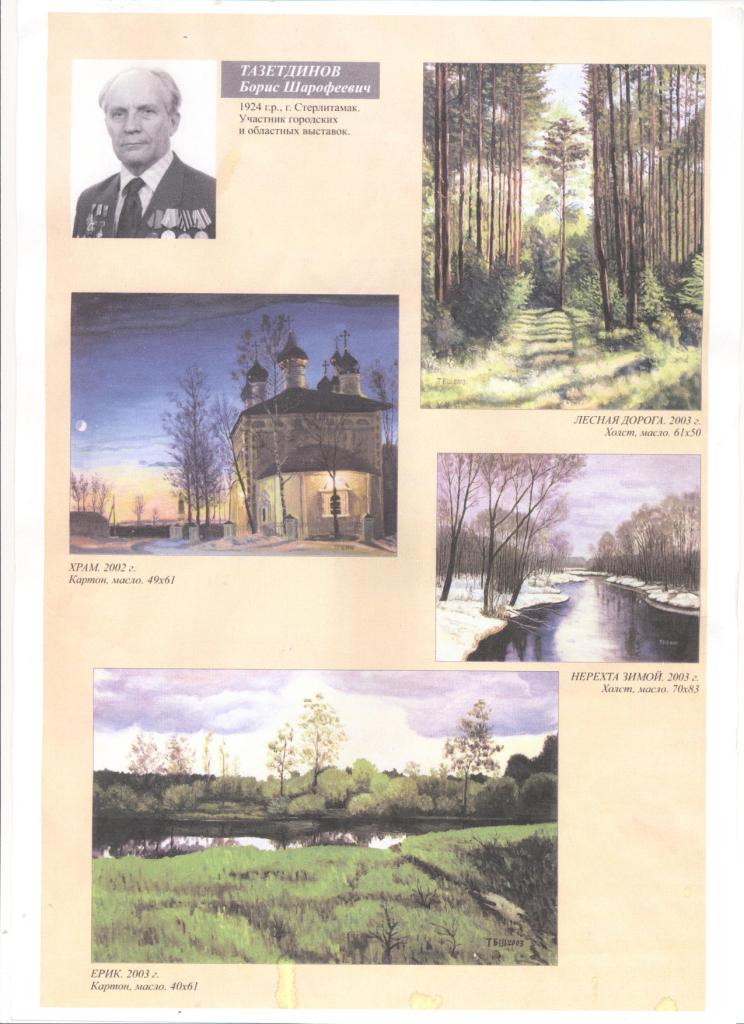 ТАЗЕТДИНОВ
Борис Шарофеевич
1924 г.р., г. Стерлитамак.
Участник городских
и областных выставок.
ЛЕСНАЯ ДОРОГА. 2003 г.
Холст, масло. 61х50
ХРАМ. 2002 г.
Картон, масло. 49х61
НЕРЕХТА ЗИМОЙ. 2003 г.
Холст, масло. 70х83
ТБШ2003
ЕРИК. 2003 г.
Картон, масло. 40х61